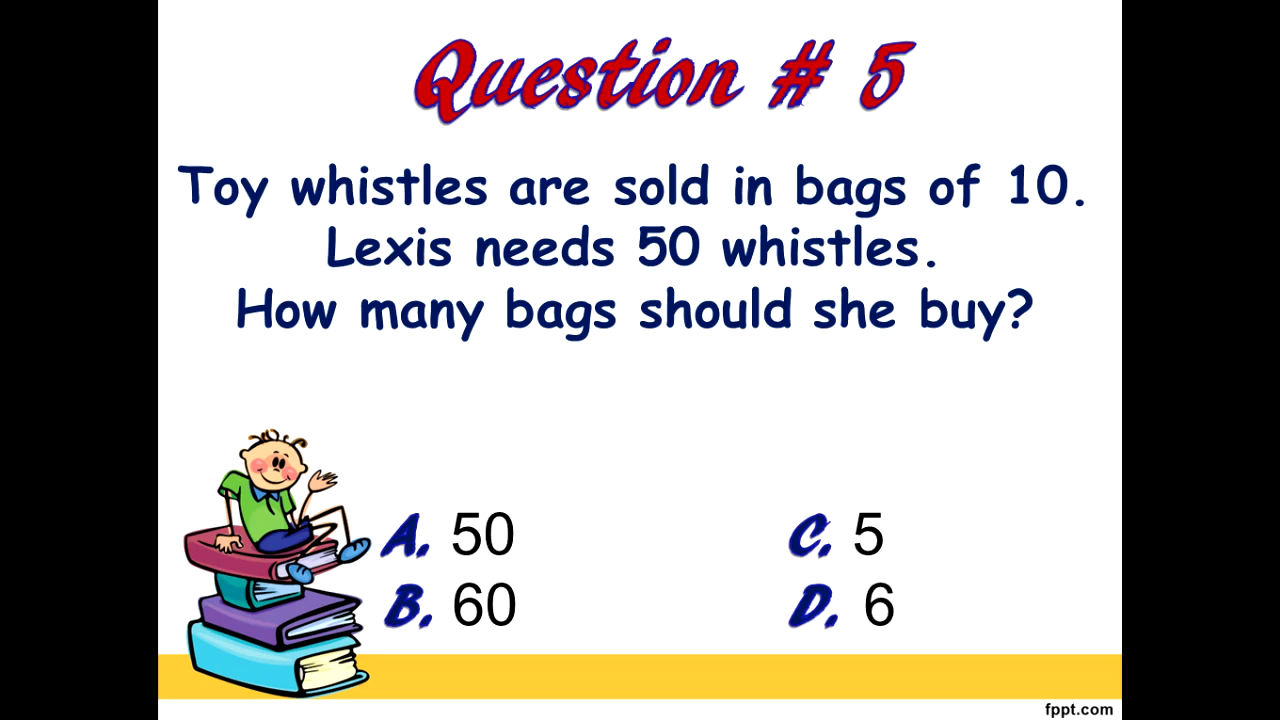 Question # 5
Toy whistles are sold in bags of 10.
Lexis needs 50 whistles.
How many bags should she buy?
A. 50
B. 60
C. 5
D. 6
fppt.com